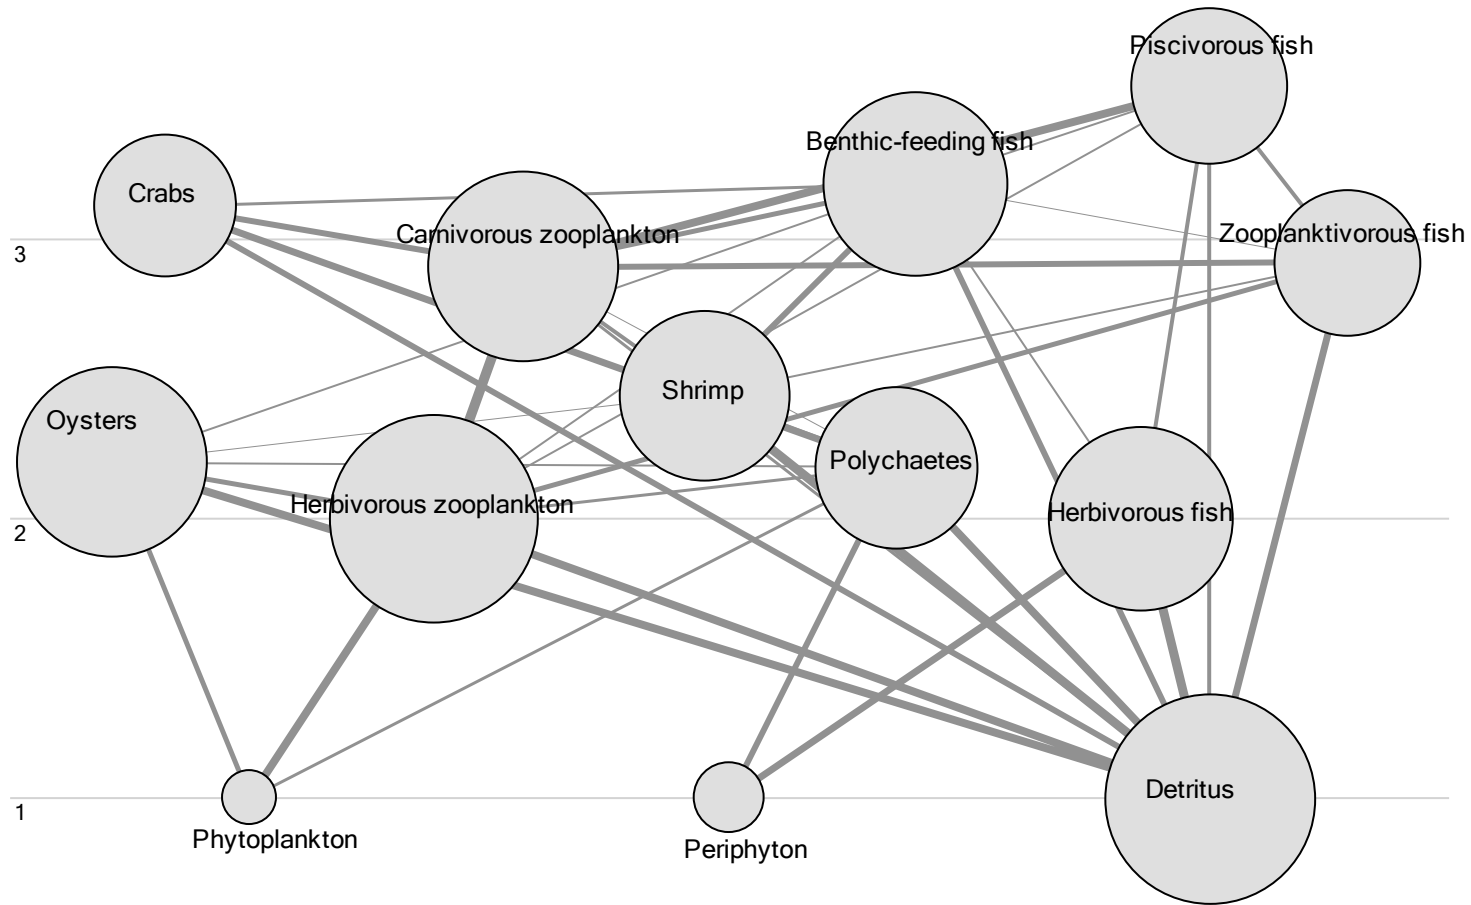 Piscivorous fish
Benthic-feeding fish
Crabs
Carnivorous zooplankton
Zooplanktivorous fish
3
Shrimp
Oysters
Polychaetes
Herbivorous zooplankton
Herbivorous fish
2
Detritus
1
Phytoplankton
Periphyton